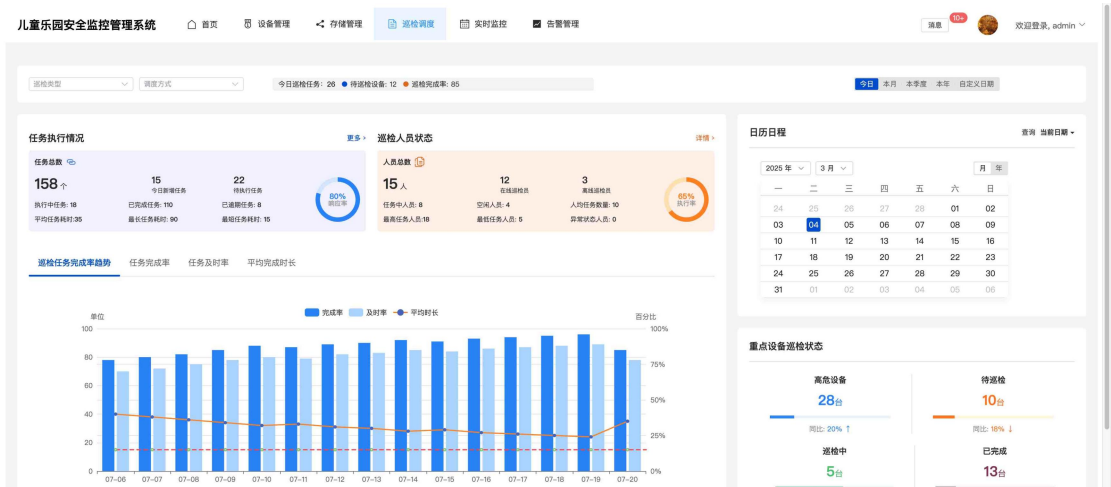 儿童乐园安全监控管理系统 首页 设备管理 存储管理 巡检调度 实时监控 告警管理 消息 10+ 欢迎登录, admin
巡检类型 调度方式 今日巡检任务: 26 待巡检设备: 12 巡检完成率: 85 今日 本月 本季度 本年 自定义日期
任务执行情况 更多
任务总数
158 个 15 22
今日新增任务 待执行任务
执行中任务: 18 已完成任务: 110 已逾期任务: 8
平均任务耗时:35 最长任务耗时: 90 最短任务耗时: 15
80%
响应率
巡检人员状态 详情
人员总数
15 人 12 3
在线巡检员 离线巡检员
任务中人员: 8 空闲人员: 4 人均任务数量: 10
最高任务人员:18 最低任务人员: 5 异常状态人员: 0
65%
执行率
巡检任务完成率趋势 任务完成率 任务及时率 平均完成时长
完成率 及时率 平均时长
单位 百分比
100 100%
80 75%
60
50%
40
25%
20
0 0%
07-06 07-07 07-08 07-09 07-10 07-11 07-12 07-13 07-14 07-15 07-16 07-17 07-18 07-19 07-20
日历日程 查询 当前日期
2025 年 3 月 月 年
一 二 三 四 五 六 日
24 25 26 27 28 01 02
03 04 05 06 07 08 09
10 11 12 13 14 15 16
17 18 19 20 21 22 23
24 25 26 27 28 29 30
31 01 02 03 04 05 06
重点设备巡检状态
高危设备 待巡检
28台 10台
同比: 20% ↑ 同比: 18% ↓
巡检中 已完成
5台 13台